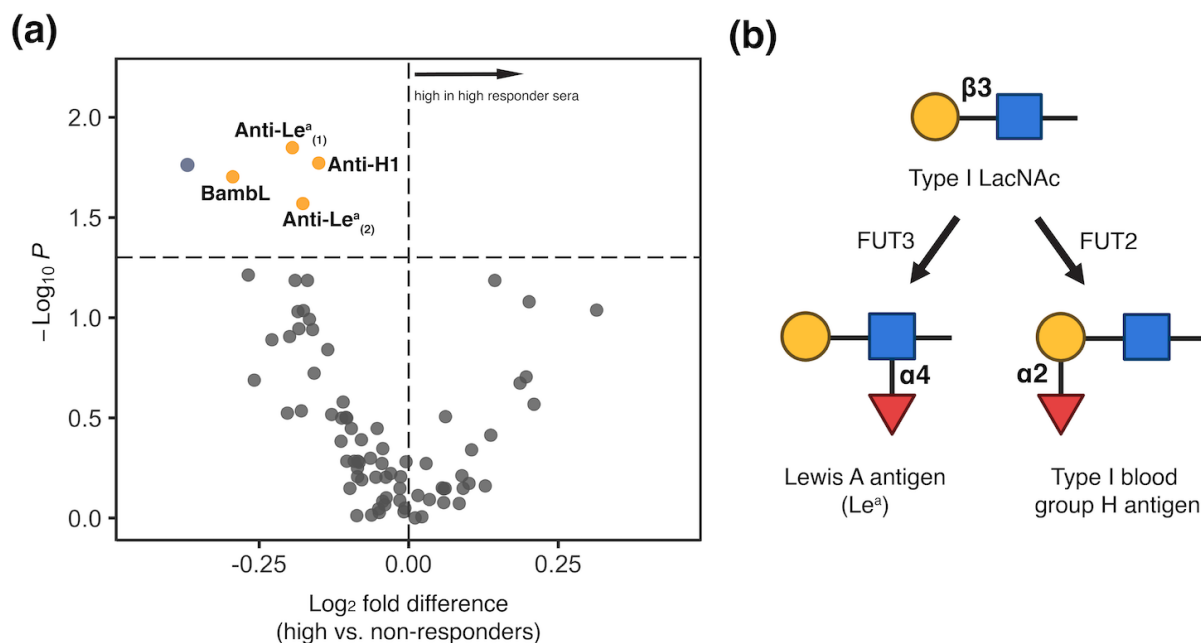 (a)
high in high responder sera
Anti-Leᵃ₍₁₎
Anti-H1
BambL
Anti-Leᵃ₍₂₎
2.0
1.5
1.0
0.5
0.0
−Log₁₀ P
-0.25
0.00
0.25
Log₂ fold difference
(high vs. non-responders)
(b)
β3
Type I LacNAc
FUT3
FUT2
α4
α2
Lewis A antigen
(Leᵃ)
Type I blood
group H antigen